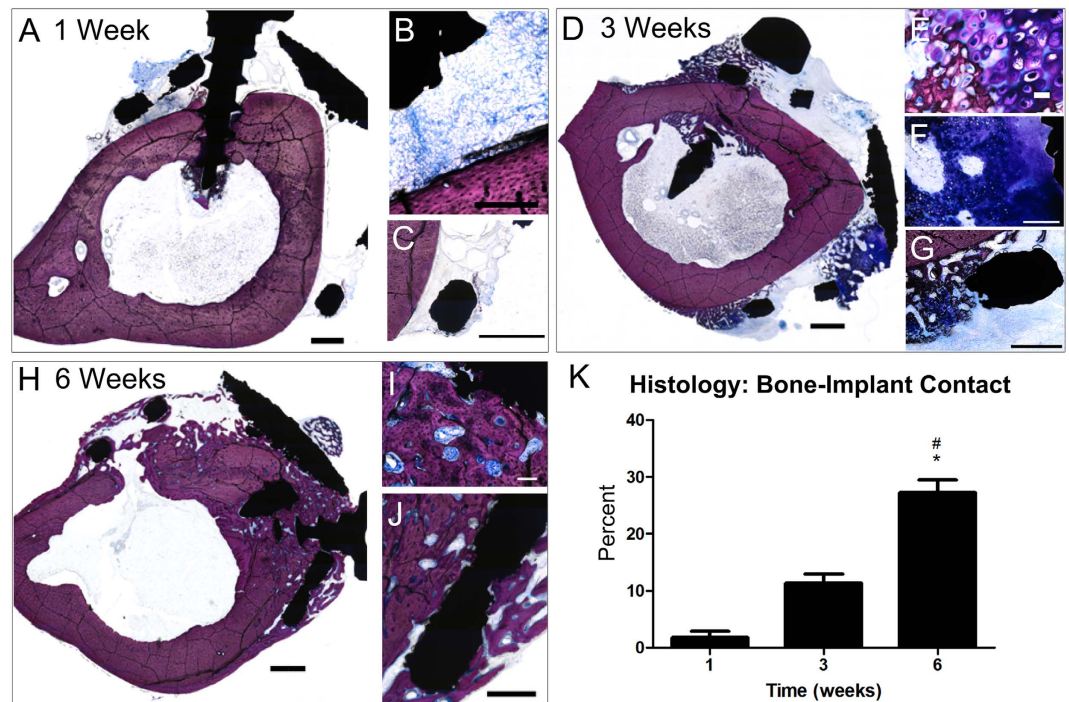 A 1 Week
B
C
D 3 Weeks
E
F
G
H 6 Weeks
I
J
K
Histology: Bone-Implant Contact
Percent
40
30
20
10
0
#
*
1 3 6
Time (weeks)